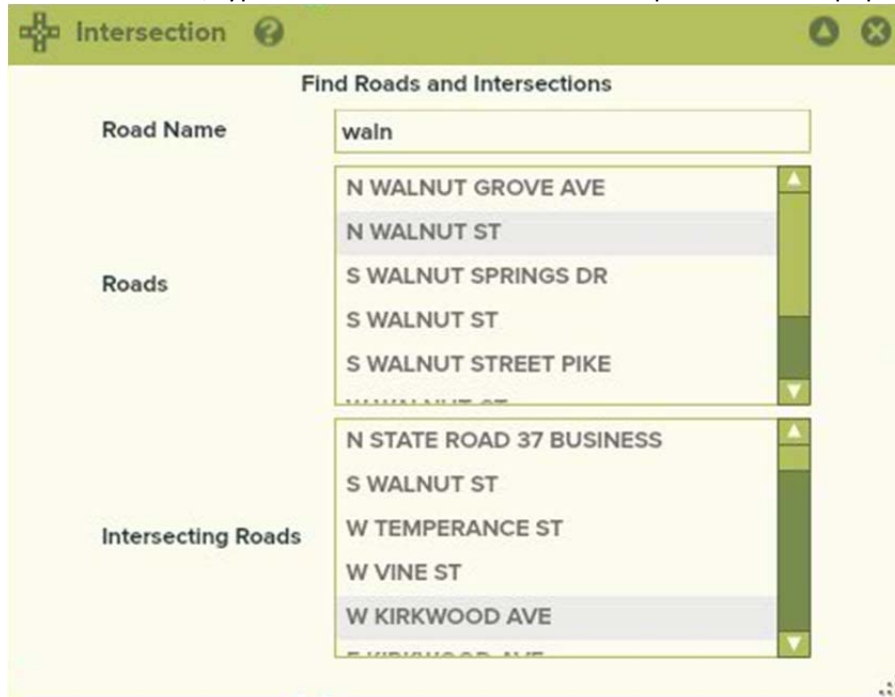 Intersection
Find Roads and Intersections
Road Name
waln
Roads
N WALNUT GROVE AVE
N WALNUT ST
S WALNUT SPRINGS DR
S WALNUT ST
S WALNUT STREET PIKE
Intersecting Roads
N STATE ROAD 37 BUSINESS
S WALNUT ST
W TEMPERANCE ST
W VINE ST
W KIRKWOOD AVE